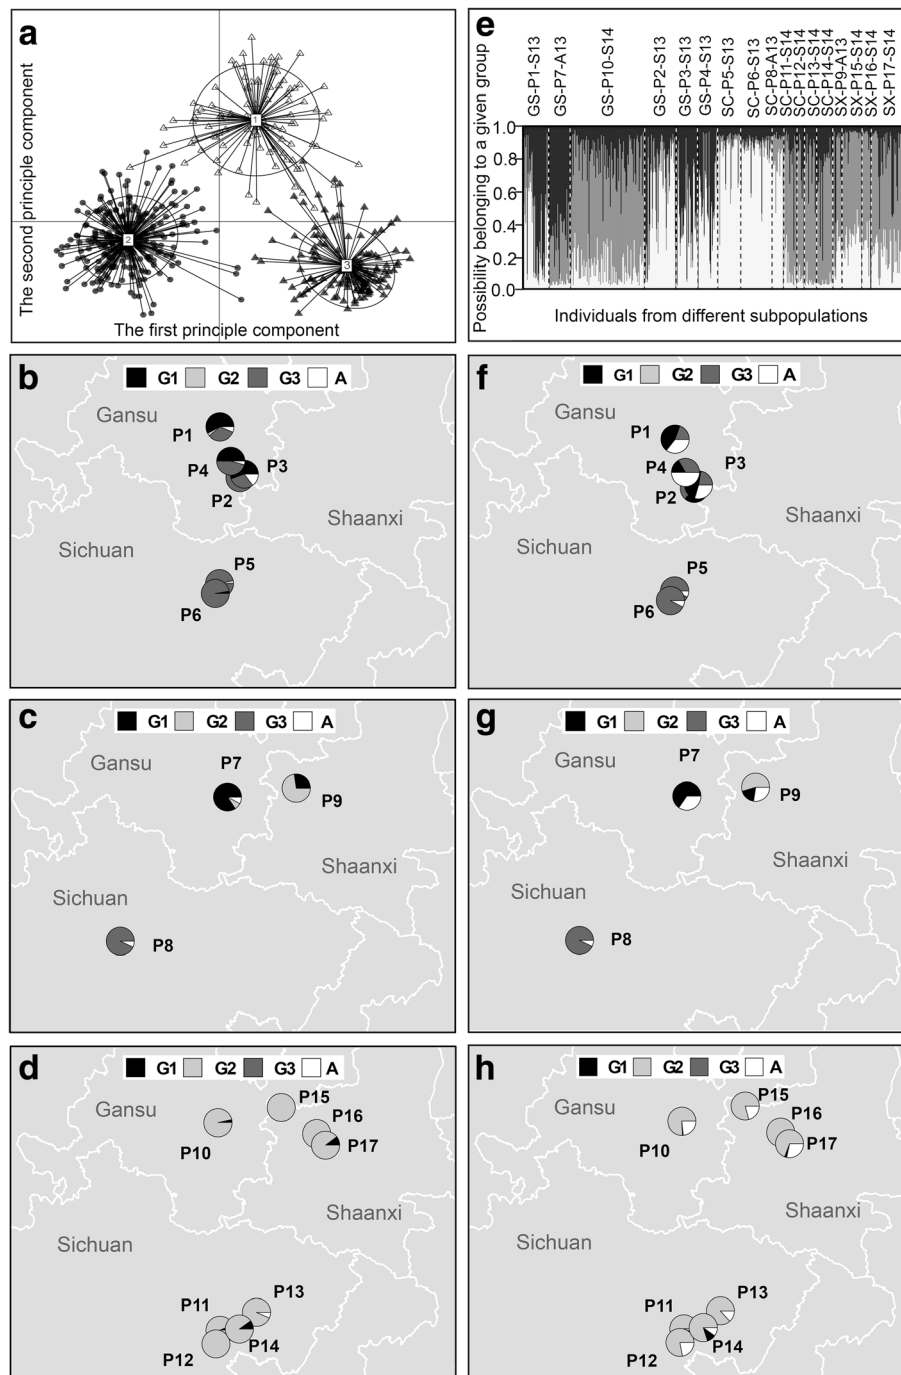 a
The second principle component
1
2
3
The first principle component
b
G1 G2 G3 A
Gansu
P1
P4
P3
P2
Shaanxi
Sichuan
P5
P6
c
G1 G2 G3 A
Gansu
P7
P9
Shaanxi
Sichuan
P8
d
G1 G2 G3 A
Gansu
P15
P16
P10
P17
Shaanxi
Sichuan
P11
P13
P14
P12
e
Possibility belonging to a given group
GS-P1-S13
GS-P7-A13
GS-P10-S14
GS-P2-S13
GS-P3-S13
GS-P4-S13
SC-P5-S13
SC-P6-S13
SC-P8-A13
SC-P11-S14
SC-P12-S14
SC-P13-S14
SC-P14-S14
SX-P9-A13
SX-P15-S14
SX-P16-S14
SX-P17-S14
1.0
0.8
0.6
0.4
0.2
0.0
Individuals from different subpopulations
f
G1 G2 G3 A
Gansu
P1
P4
P3
P2
Shaanxi
Sichuan
P5
P6
g
G1 G2 G3 A
Gansu
P7
P9
Shaanxi
Sichuan
P8
h
G1 G2 G3 A
Gansu
P15
P16
P10
P17
Shaanxi
Sichuan
P11
P13
P14
P12